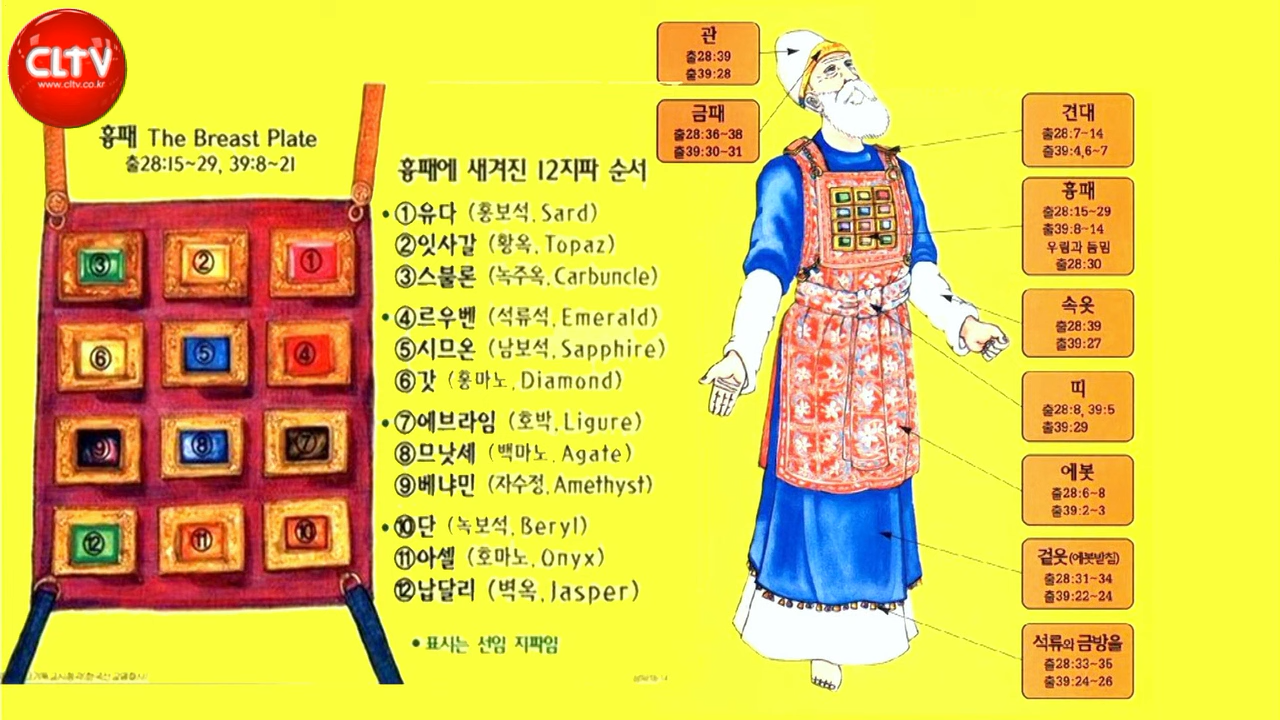 CLTV
www.cltv.co.kr
흉패 The Breast Plate
출28:15~29, 39:8~21
③
②
①
⑥
⑤
④
⑨
⑧
⑦
⑫
⑪
⑩
흉패에 새겨진 12지파 순서
•①유다 (홍보석, Sard)
②잇사갈 (황옥, Topaz)
③스불론 (녹주옥, Carbuncle)
•④르우벤 (석류석, Emerald)
⑤시므온 (남보석, Sapphire)
⑥갓 (홍마노, Diamond)
•⑦에브라임 (호박, Ligure)
⑧므낫세 (백마노, Agate)
⑨베냐민 (자수정, Amethyst)
•⑩단 (녹보석, Beryl)
⑪아셀 (호마노, Onyx)
⑫납달리 (벽옥, Jasper)
• 표시는 선임 지파임
관
출28:39
출39:28
금패
출28:36~38
출39:30~31
견대
출28:7~14
출39:4,6~7
흉패
출28:15~29
출39:8~14
우림과 둠밈
출28:30
속옷
출28:39
출39:27
띠
출28:8, 39:5
출39:29
에봇
출28:6~8
출39:2~3
겉옷(에봇받침)
출28:31~34
출39:22~24
석류와 금방울
출28:33~35
출39:24~26